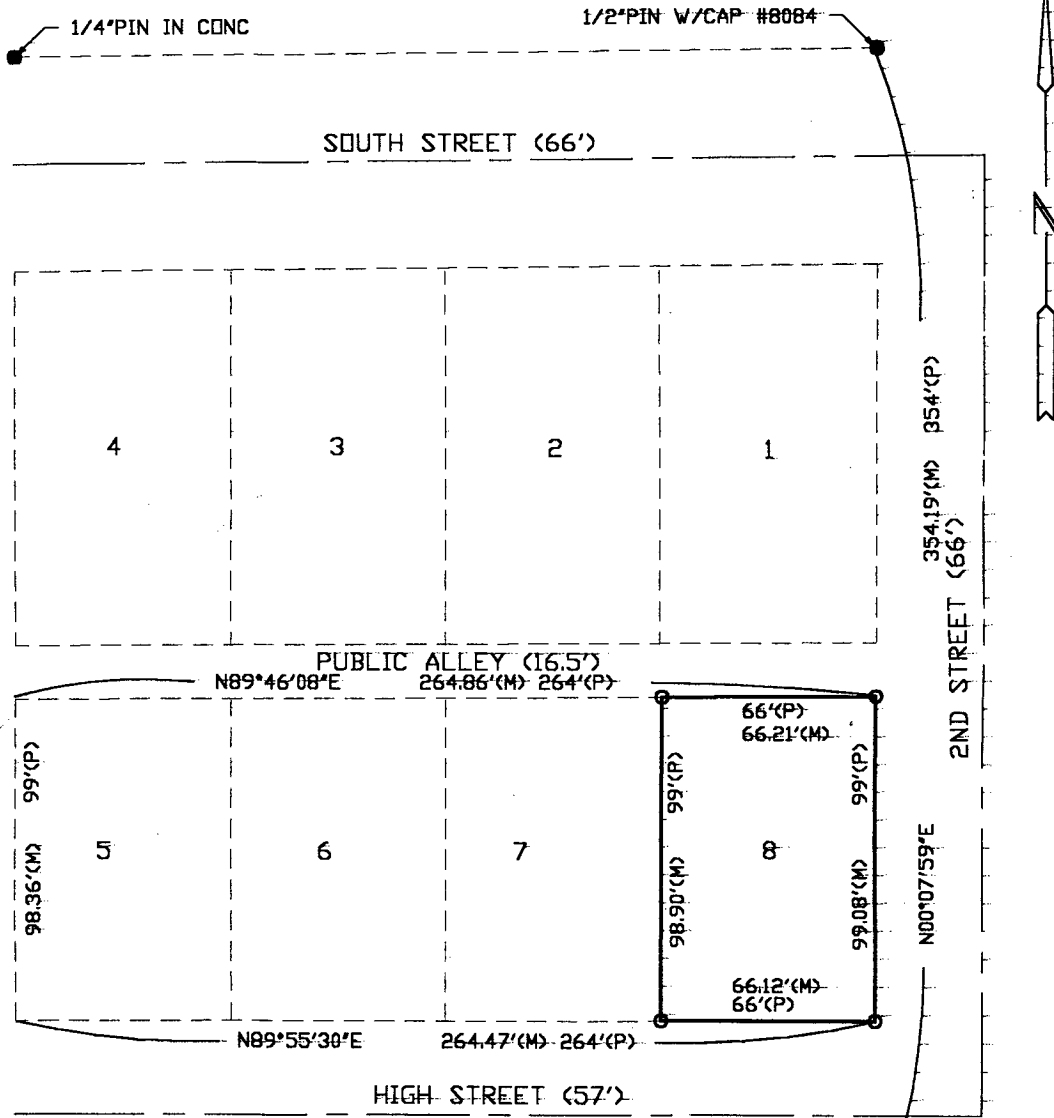 1/4"PIN IN CONC
1/2"PIN W/CAP #8084
SOUTH STREET (66')
N
4
3
2
1
354.19'(M) 354'(P)
2ND STREET (66')
PUBLIC ALLEY (16.5')
N89°46'08"E 264.86'(M) 264'(P)
66'(P)
66.21'(M)
98.36'(M) 99'(P)
5
6
7
98.90'(M) 99'(P)
8
99.08'(M) 99'(P)
N00°07'59"E
66.12'(M)
66'(P)
N89°55'30"E 264.47'(M) 264'(P)
HIGH STREET (57')